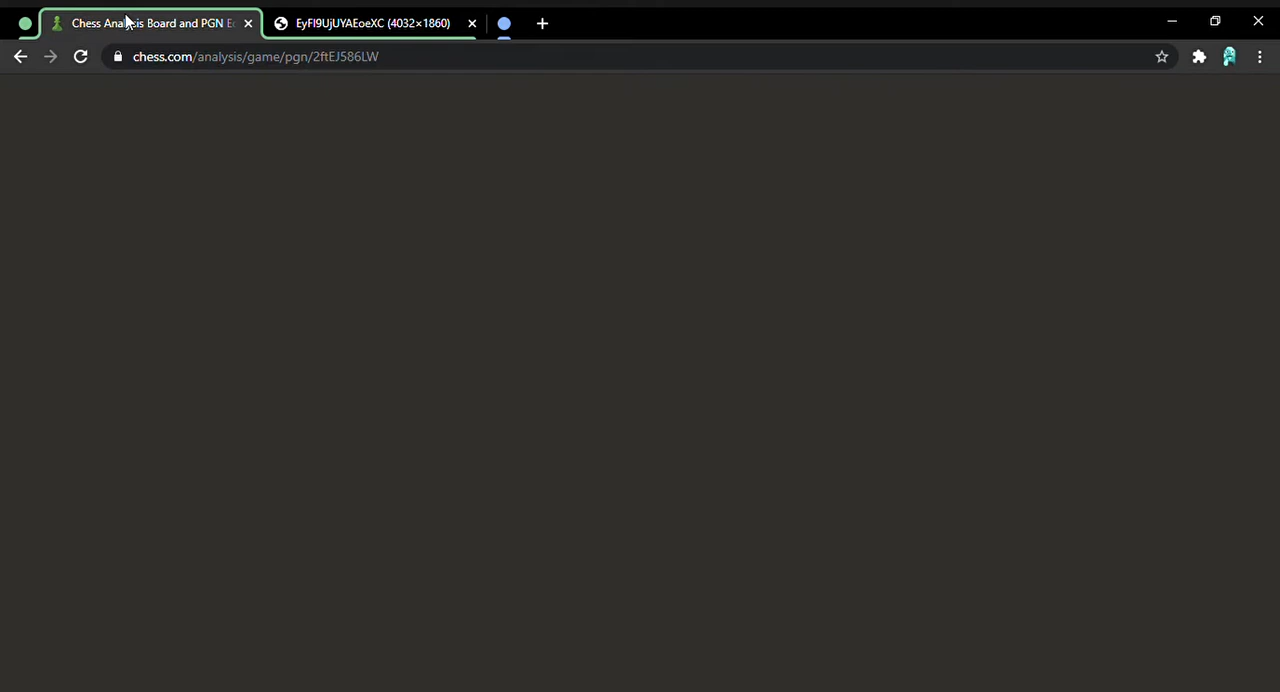 Chess Analysis Board and PGN E
EyFl9UjUYAEoeXC (4032×1860)
chess.com/analysis/game/pgn/2ftEJ586LW